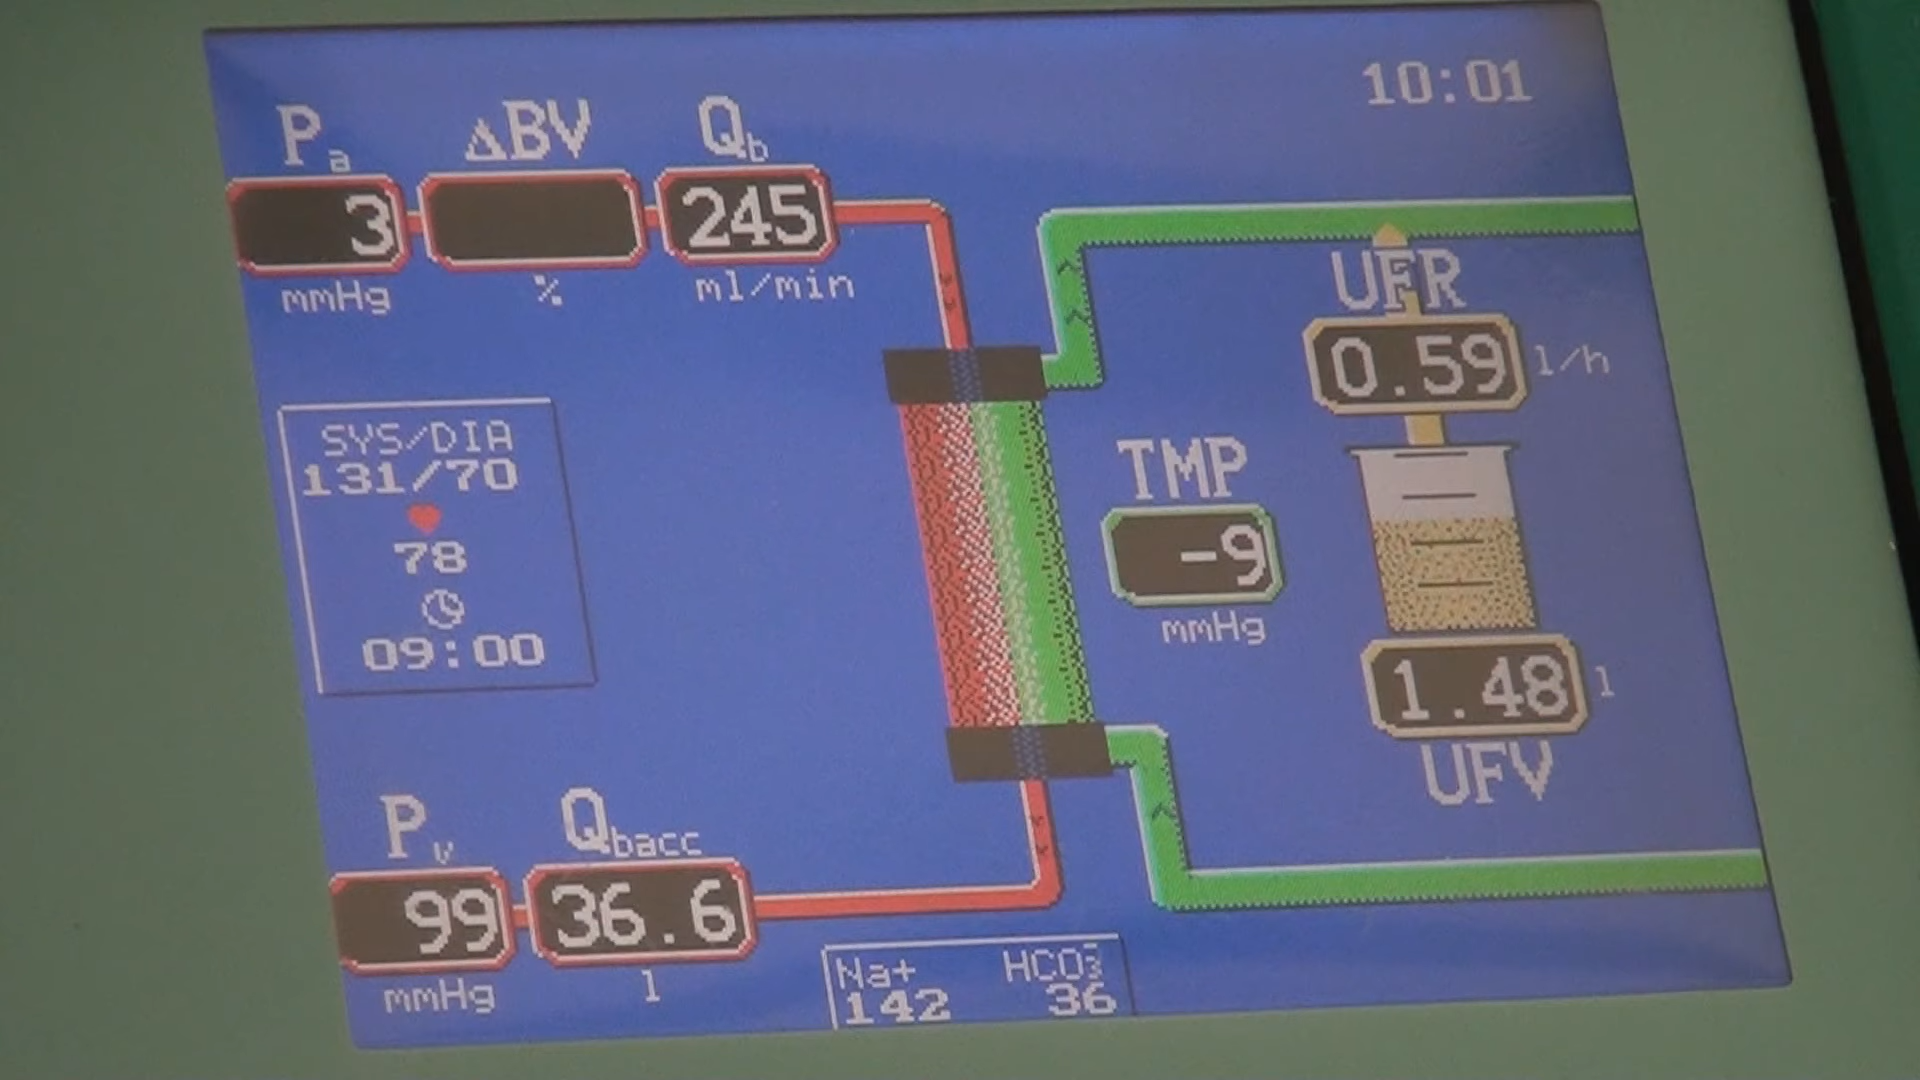 10:01
Pa ΔBV Qb
3 245
mmHg % ml/min
UFR
0.59 l/h
SYS/DIA
131/70
78
09:00
TMP
-9
mmHg
1.48 l
UFV
Pv Qbacc
99 36.6
mmHg l
Na+ HCO3-
142 36